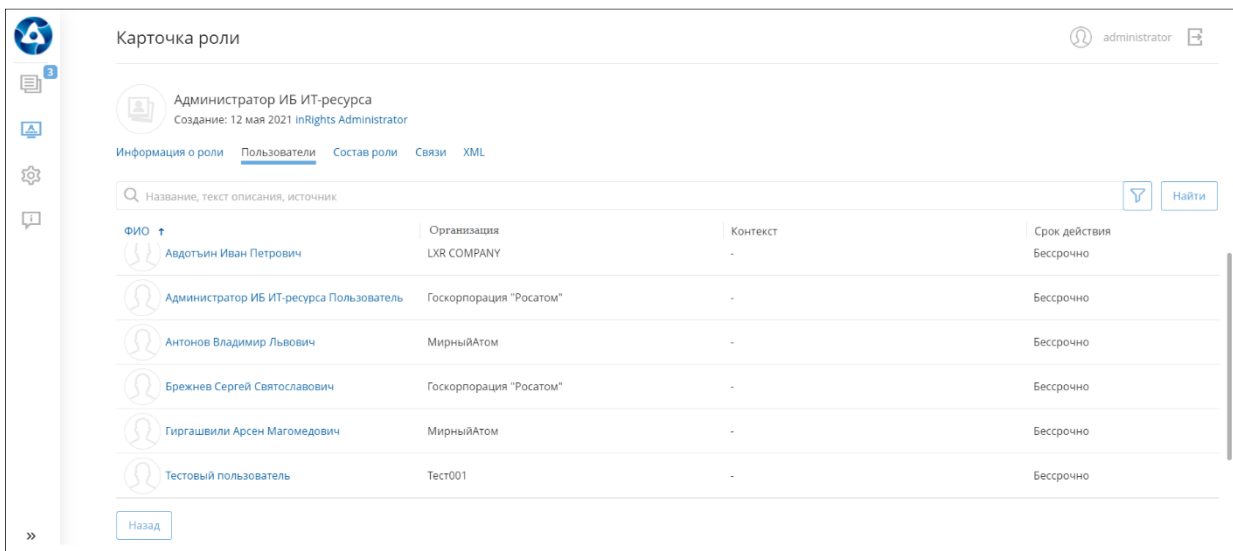 Карточка роли
administrator
3
Администратор ИБ ИТ-ресурса
Создание: 12 мая 2021 inRights Administrator
Информация о роли Пользователи Состав роли Связи XML
Название, текст описания, источник
Найти
ФИО ↑ Организация Контекст Срок действия
Авдотъин Иван Петрович LXR COMPANY - Бессрочно
Администратор ИБ ИТ-ресурса Пользователь Госкорпорация "Росатом" - Бессрочно
Антонов Владимир Львович МирныйАтом - Бессрочно
Брежнев Сергей Святославович Госкорпорация "Росатом" - Бессрочно
Гиргашвили Арсен Магомедович МирныйАтом - Бессрочно
Тестовый пользователь Тест001 - Бессрочно
Назад
»